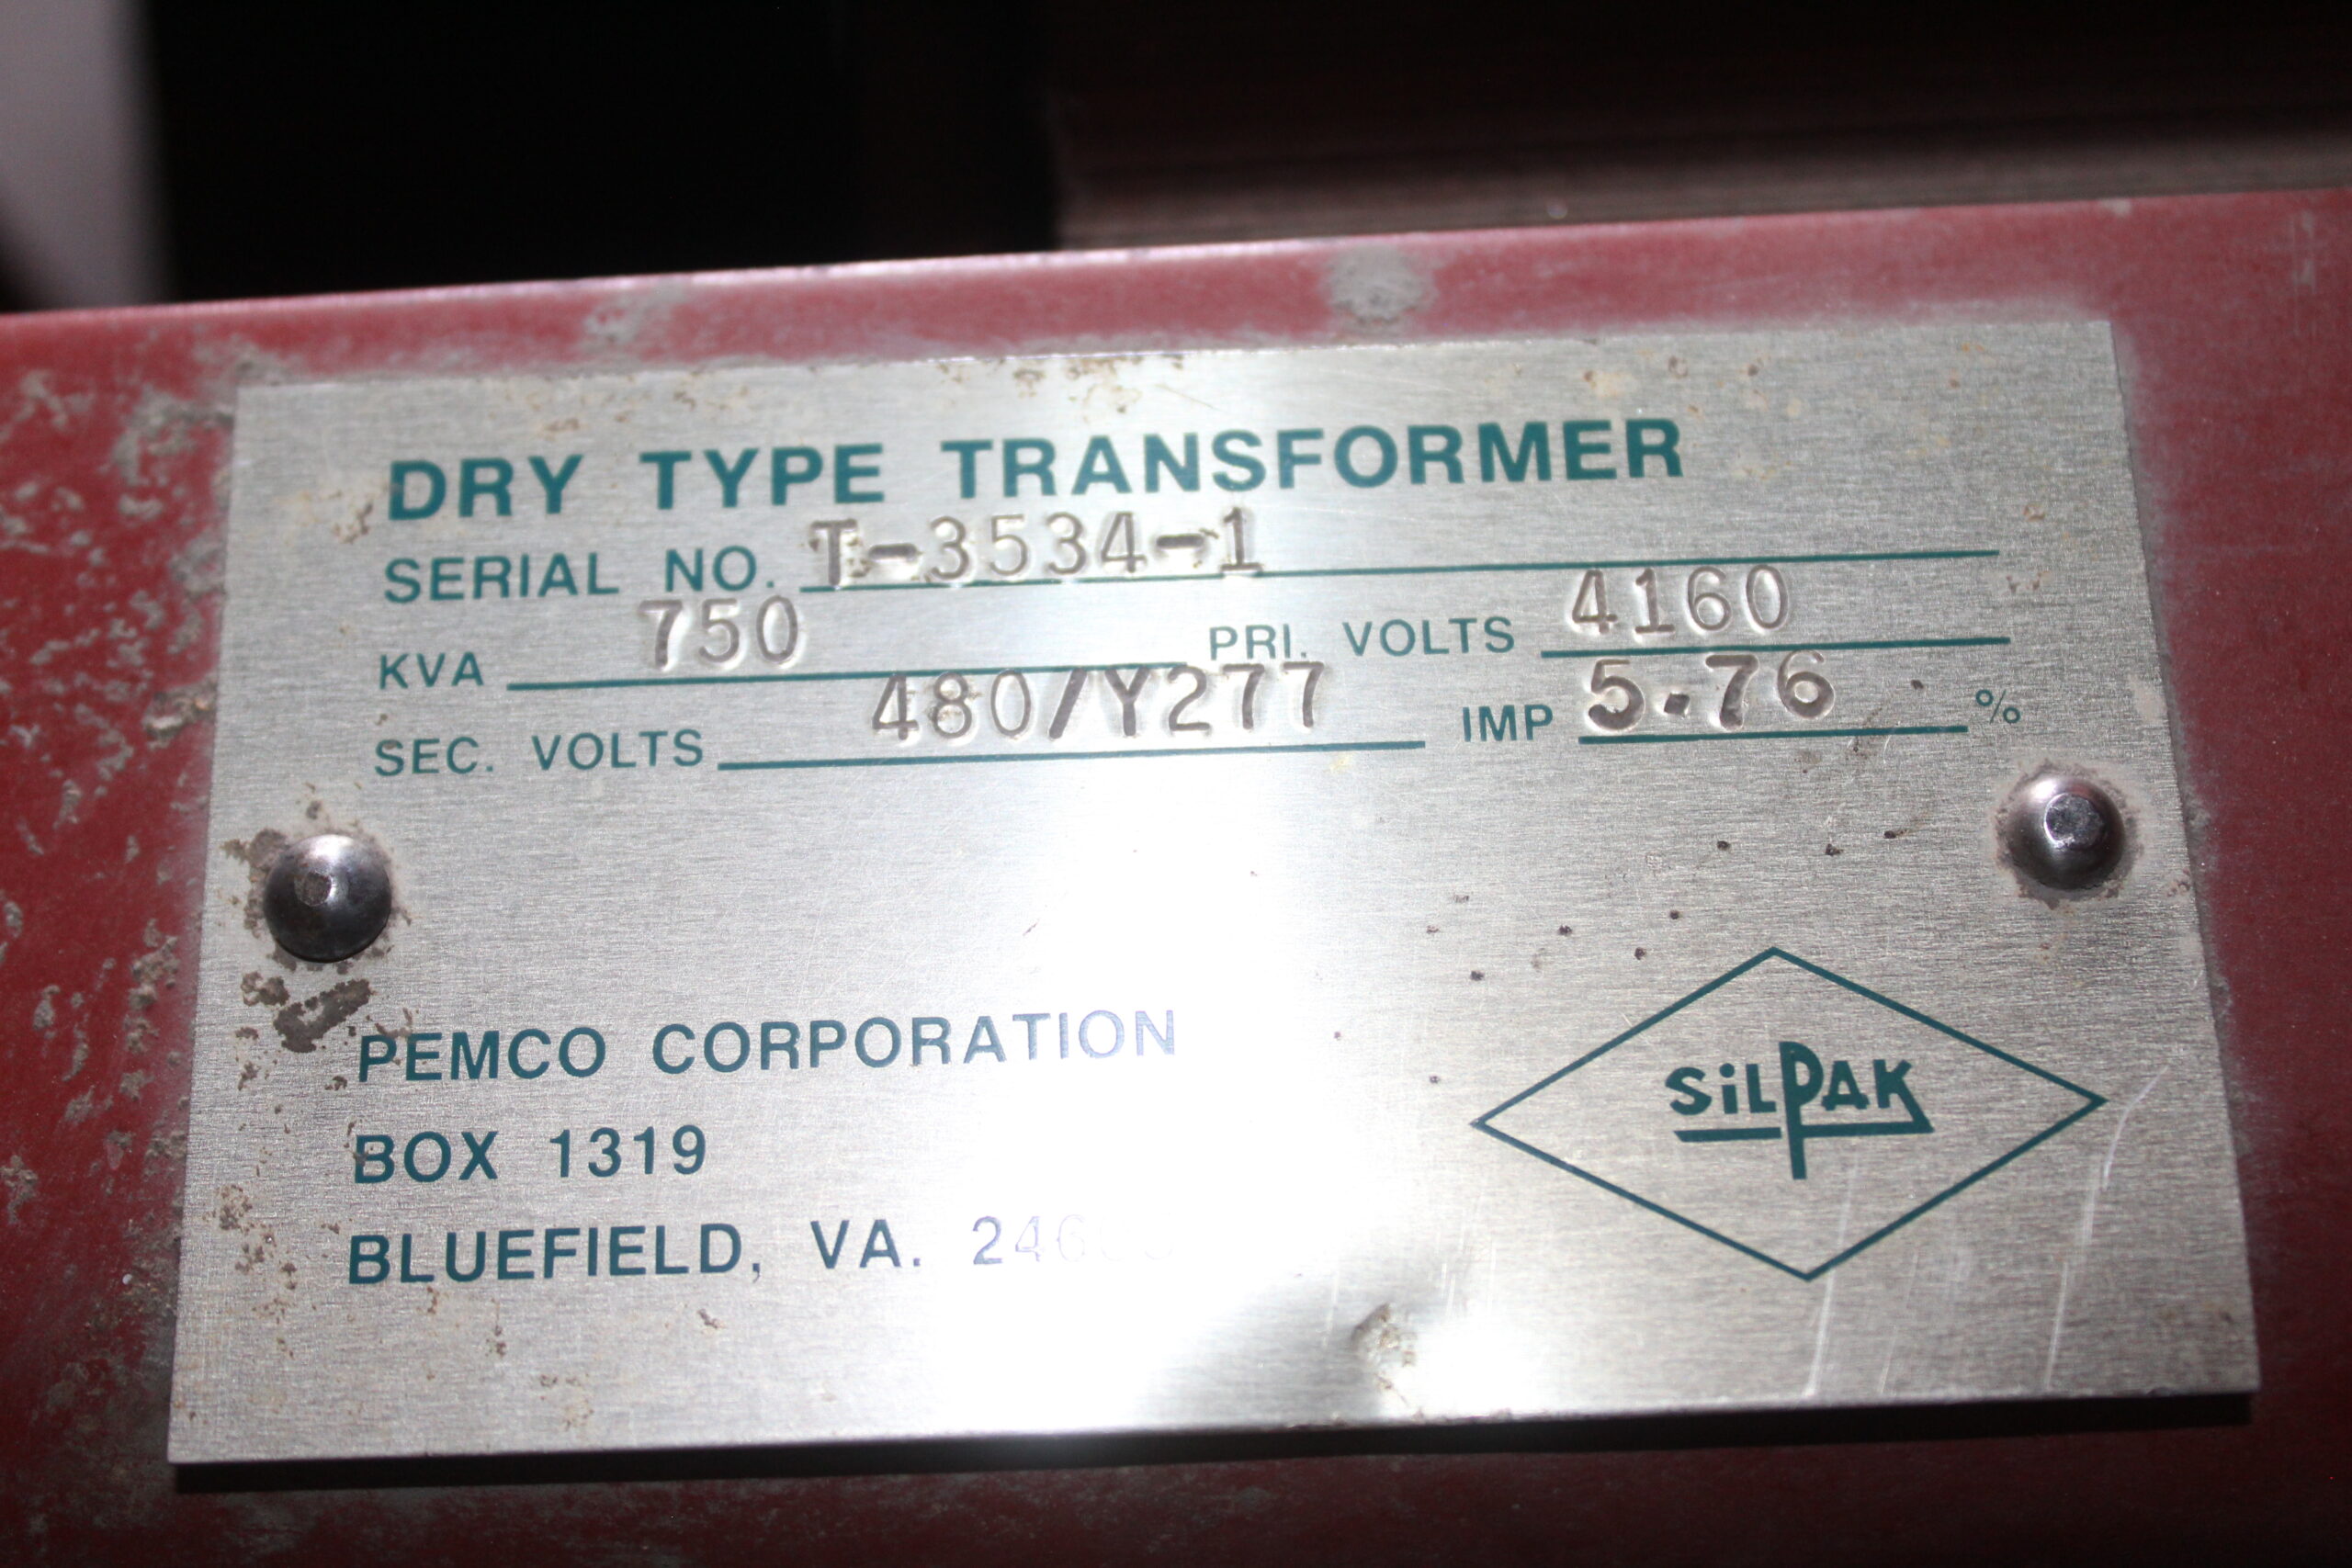 DRY TYPE TRANSFORMER
SERIAL NO. T-3534-1
KVA 750 PRI. VOLTS 4160
SEC. VOLTS 480/Y277 IMP 5.76 %
PEMCO CORPORATION
BOX 1319
BLUEFIELD, VA.
SiLPAK